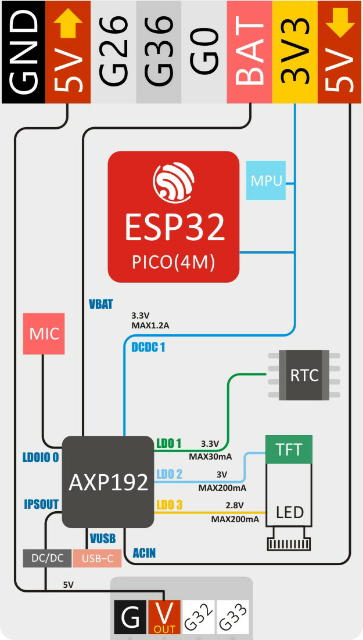 GND
5V
G26
G36
G0
BAT
3V3
5V
MPU
ESP32
PICO(4M)
VBAT
3.3V
MAX1.2A
DCDC 1
MIC
RTC
LDO 1
3.3V
MAX30mA
LDOIO 0
TFT
AXP192
LDO 2
3V
MAX200mA
IPSOUT
LDO 3
2.8V
MAX200mA
LED
VUSB
DC/DC
USB-C
ACIN
5V
G
V
OUT
G32
G33